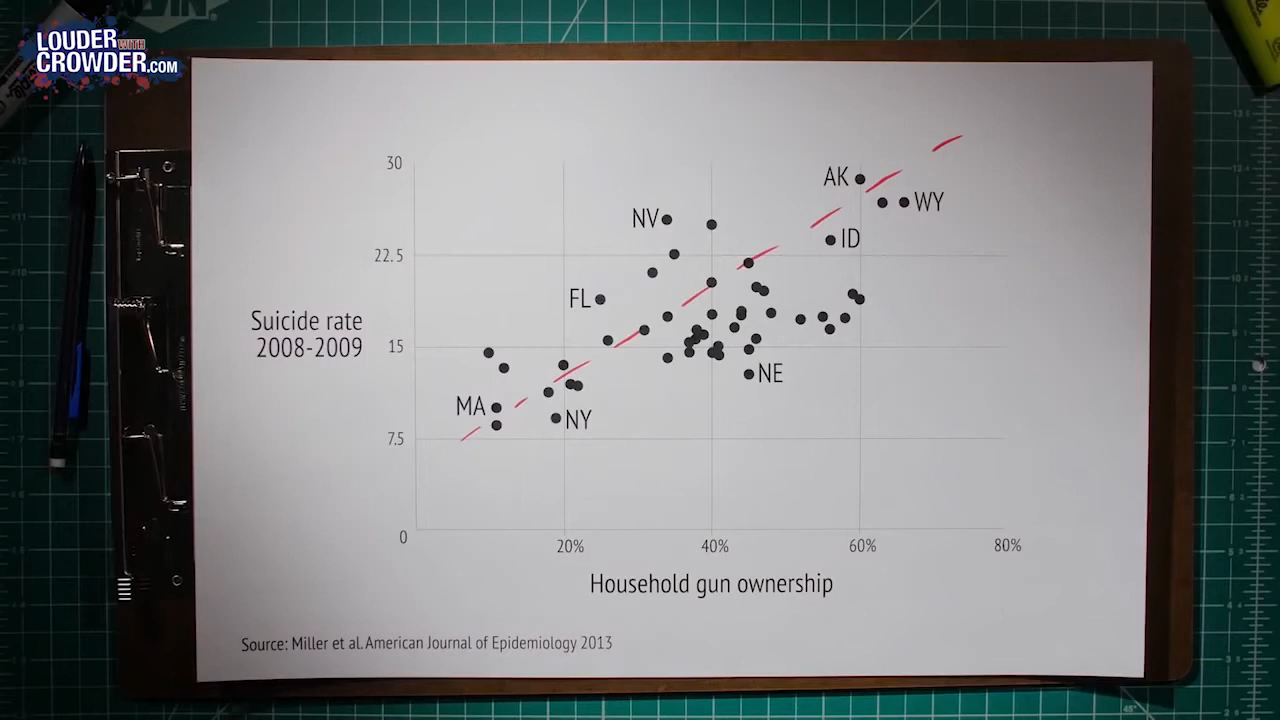 LOUDER WITH
CROWDER.COM
30
22.5
15
7.5
0
Suicide rate
2008-2009
AK
WY
NV
ID
FL
NE
MA
NY
20%
40%
60%
80%
Household gun ownership
Source: Miller et al. American Journal of Epidemiology 2013